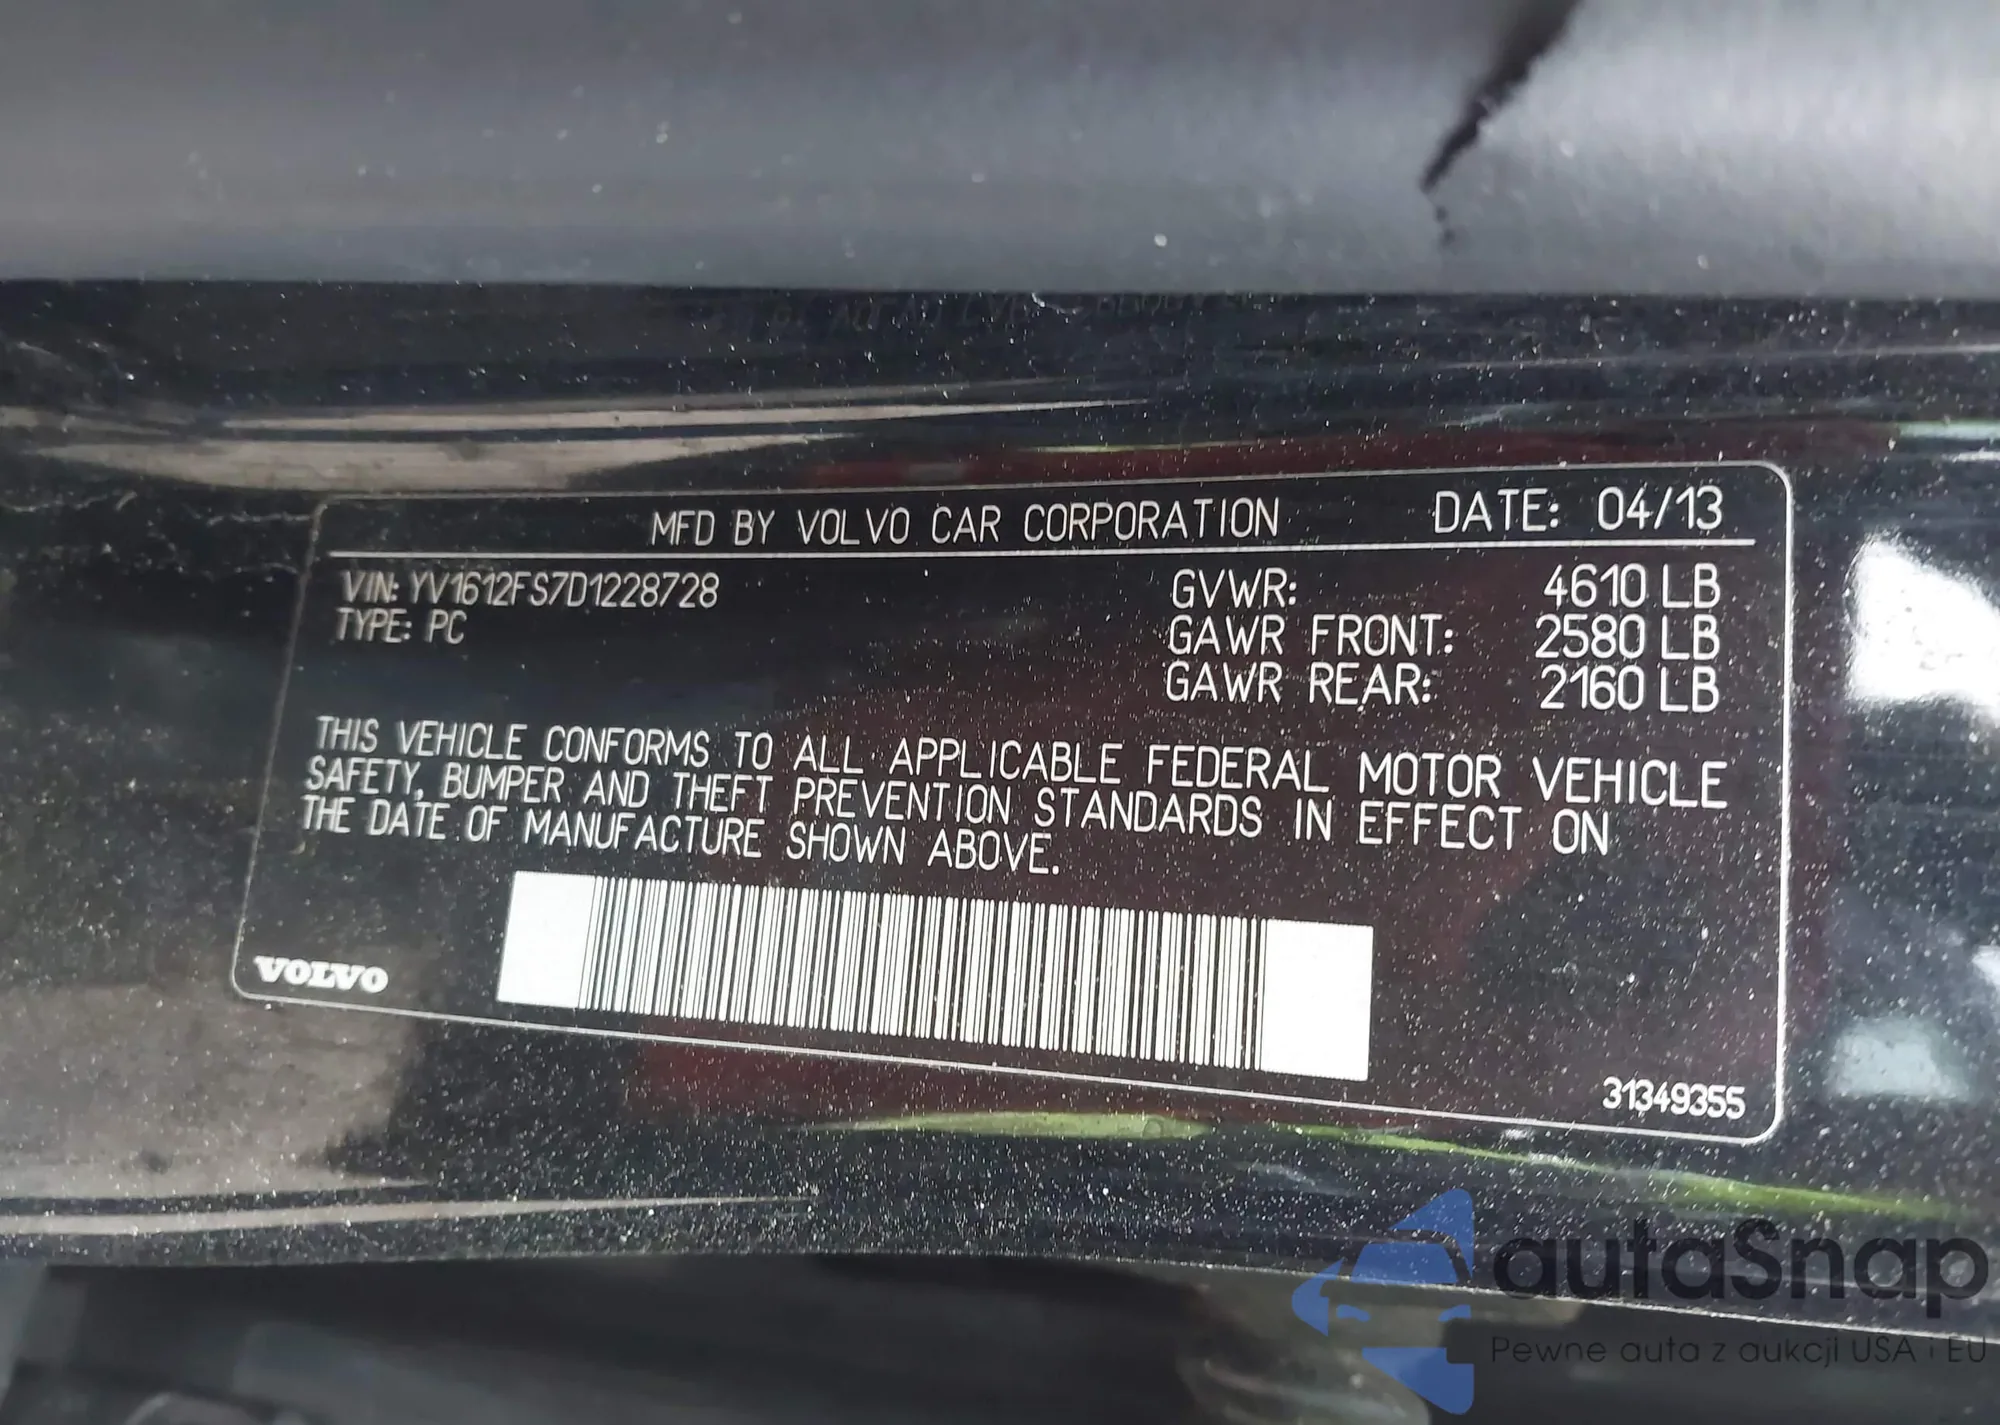 MFD BY VOLVO CAR CORPORATION DATE: 04/13
VIN: YV1612FS7D1228728 GVWR: 4610 LB
TYPE: PC GAWR FRONT: 2580 LB
GAWR REAR: 2160 LB
THIS VEHICLE CONFORMS TO ALL APPLICABLE FEDERAL MOTOR VEHICLE
SAFETY, BUMPER AND THEFT PREVENTION STANDARDS IN EFFECT ON
THE DATE OF MANUFACTURE SHOWN ABOVE.
VOLVO
31349355
autaSnap
Pewne auta z aukcji USA i EU